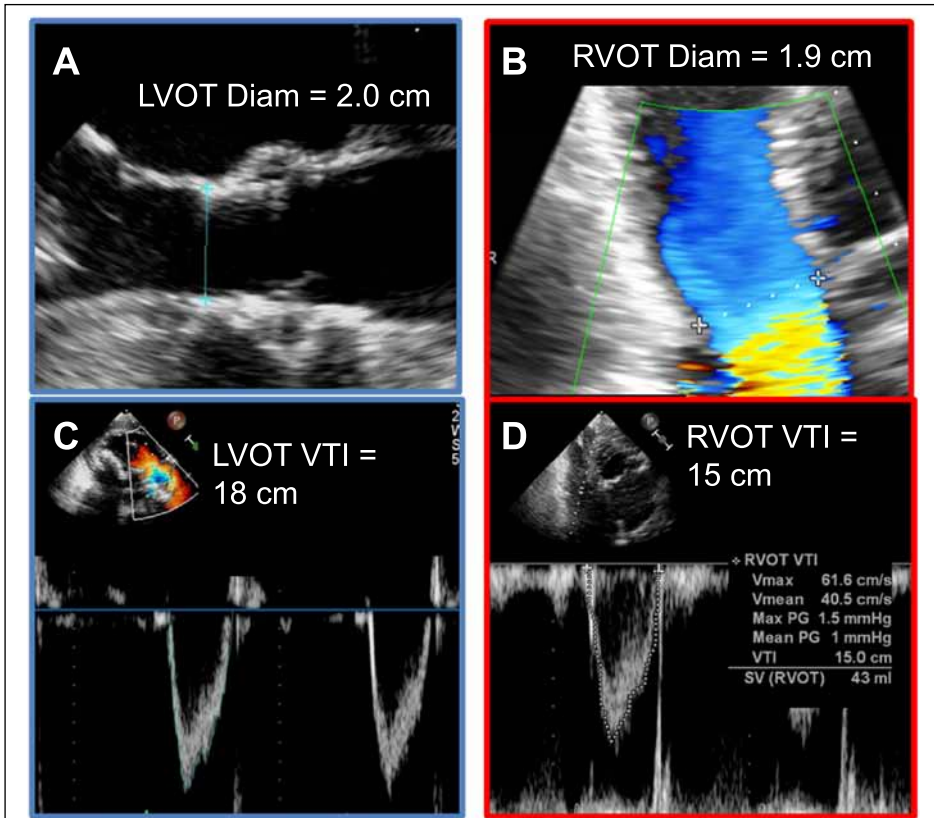 A
LVOT Diam = 2.0 cm
B
RVOT Diam = 1.9 cm
R
C
LVOT VTI =
18 cm
P
2
V
S
5
D
RVOT VTI =
15 cm
P
RVOT VTI
Vmax 61.6 cm/s
Vmean 40.5 cm/s
Max PG 1.5 mmHg
Mean PG 1 mmHg
VTI 15.0 cm
SV (RVOT) 43 ml